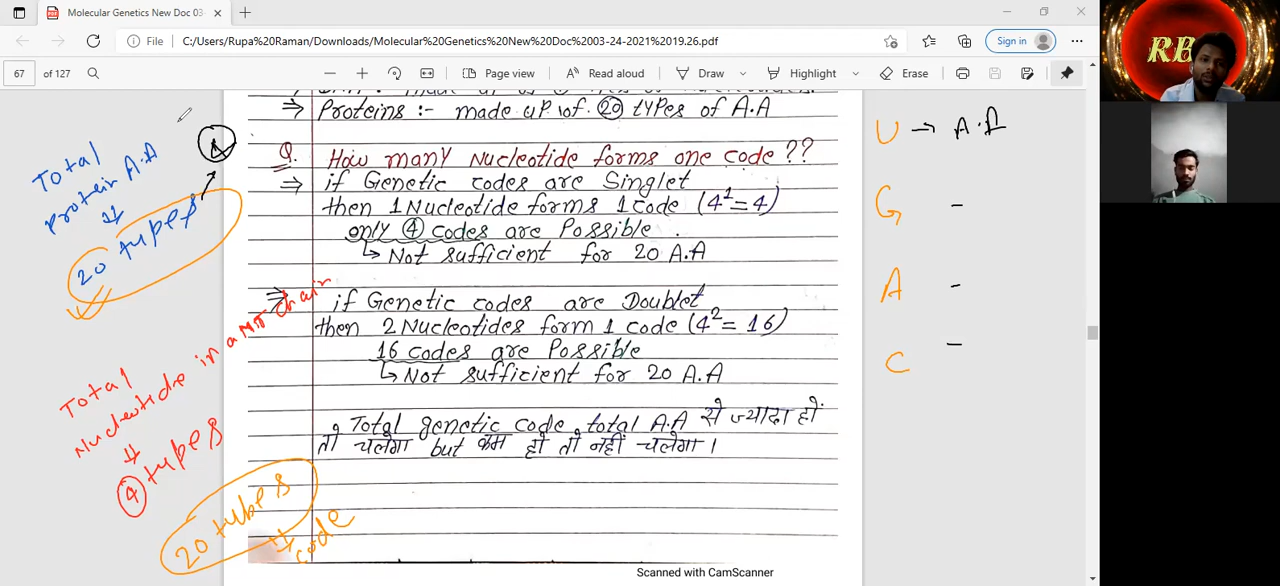 Molecular Genetics New Doc 03-
File C:/Users/Rupa%20Raman/Downloads/Molecular%20Genetics%20New%20Doc%2003-24-2021%2019.26.pdf
Sign in
67 of 127
Page view
Read aloud
Draw
Highlight
Erase
RB
⇒ Proteins :- made up of 20 types of A.A
Q. How many Nucleotide forms one code ??
⇒ if Genetic codes are Singlet
then 1 Nucleotide forms 1 code (4¹=4)
only 4 codes are Possible .
↳ Not sufficient for 20 A.A
⇒ if Genetic codes are Doublet
then 2 Nucleotides form 1 code (4²= 16)
16 codes are Possible
↳ Not sufficient for 20 A.A
Total genetic code total A.A से ज्यादा हों
तो चलेगा but कम हो तो नहीं चलेगा।
Scanned with CamScanner
Total
protein A.A
⇓
20 types
Total
Nucleotide in a chain
⇓
4 types
20 types
code
U → A.A
G -
A -
C -